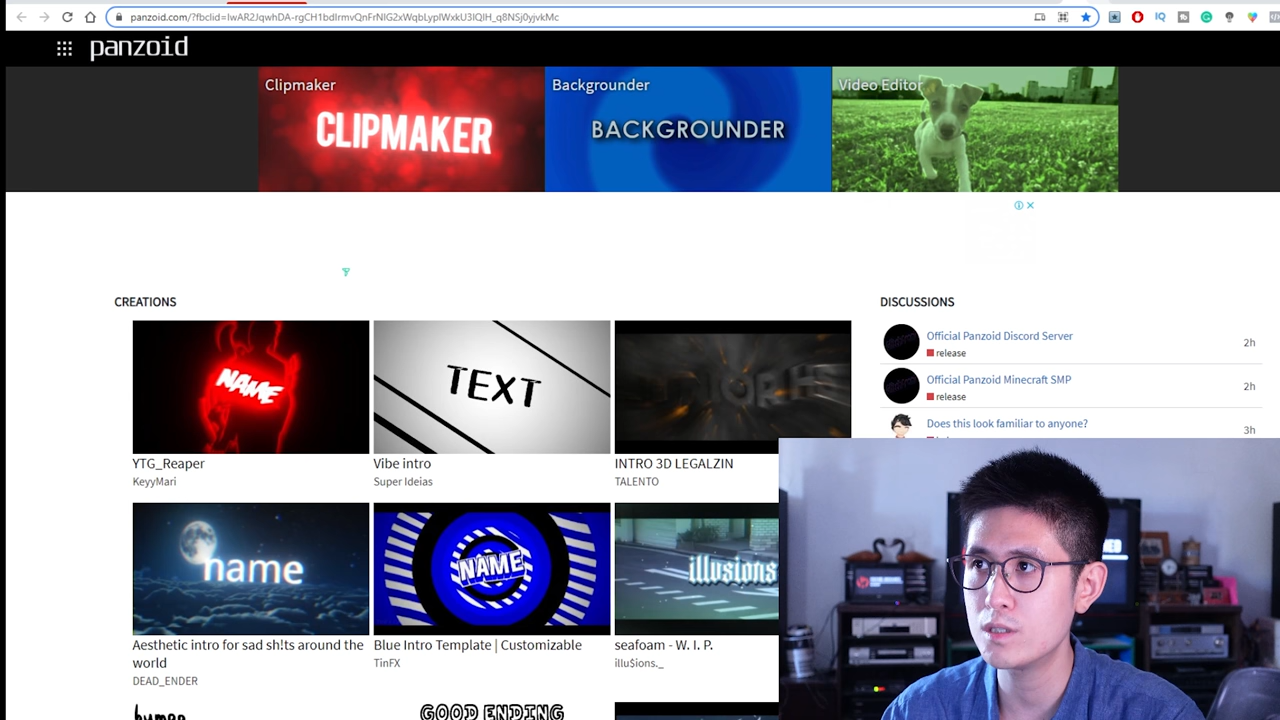 panzoid.com/?fbclid=IwAR2JqwhDA-rgCH1bdIrmvQnFrNlG2xWqbLypIWxkU3IQIH_q8NSj0yjvkMc
panzoid
Clipmaker
CLIPMAKER
Backgrounder
BACKGROUNDER
Video Editor
CREATIONS
NAME
YTG_Reaper
KeyyMari
TEXT
Vibe intro
Super Ideias
INTRO 3D LEGALZIN
TALENTO
name
Aesthetic intro for sad sh!ts around the
world
DEAD_ENDER
NAME
Blue Intro Template | Customizable
TinFX
illusions
seafoam - W. I. P.
illu$ions._
GOOD ENDING
DISCUSSIONS
Official Panzoid Discord Server
release
2h
Official Panzoid Minecraft SMP
release
2h
Does this look familiar to anyone?
3h